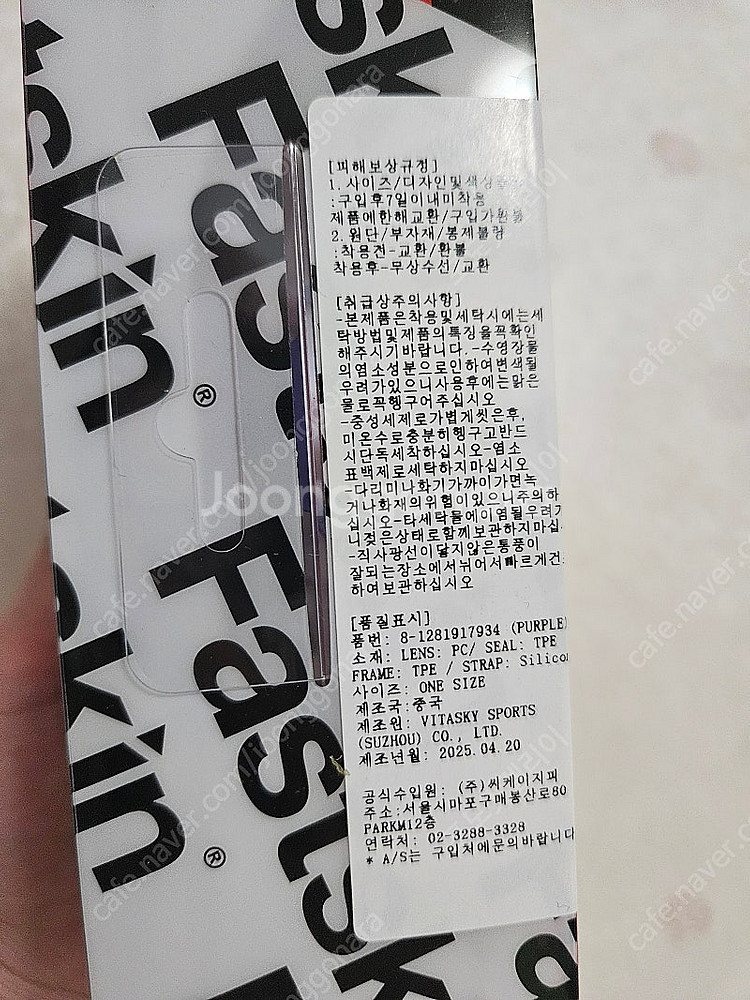 Fastskin
tskin
Fastskin®
tskin
Fastsk
®
[피해보상규정]
1. 사이즈/디자인및색상
:구입후7일이내미착용
제품에한해교환/구입가환불
2. 원단/부자재/봉제불량
:착용전-교환/환불
착용후-무상수선/교환
[취급상주의사항]
-본제품은착용및세탁시에는세
탁방법및제품의특징을꼭확인
해주시기바랍니다.-수영장물
의염소성분으로인하여변색될
우려가있으니사용후에는맑은
물로꼭헹구어주십시오
-중성세제로가볍게씻은후,
미온수로충분히헹구고반드
시단독세착하십시오-염소
표백제로세탁하지마십시오
-다리미나화기가까이가면녹
거나화재의위험이있으니주의하
십시오-타세탁물에이염될우려가
니젖은상태로함께보관하지마십
-직사광선이닿지않은통풍이
잘되는장소에서뉘어서빠르게건
하여보관하십시오
[품질표시]
품번: 8-1281917934 (PURPLE)
소재: LENS: PC/ SEAL: TPE
FRAME: TPE / STRAP: Silico
사이즈: ONE SIZE
제조국:중국
제조원: VITASKY SPORTS
(SUZHOU) CO., LTD.
제조년월: 2025.04.20
공식수입원: (주)씨케이지피
주소:서울시마포구매봉산로80
PARKM12층
연락처: 02-3288-3328
* A/S는 구입처에문의바랍니다
cafe.naver.com/joonggonara